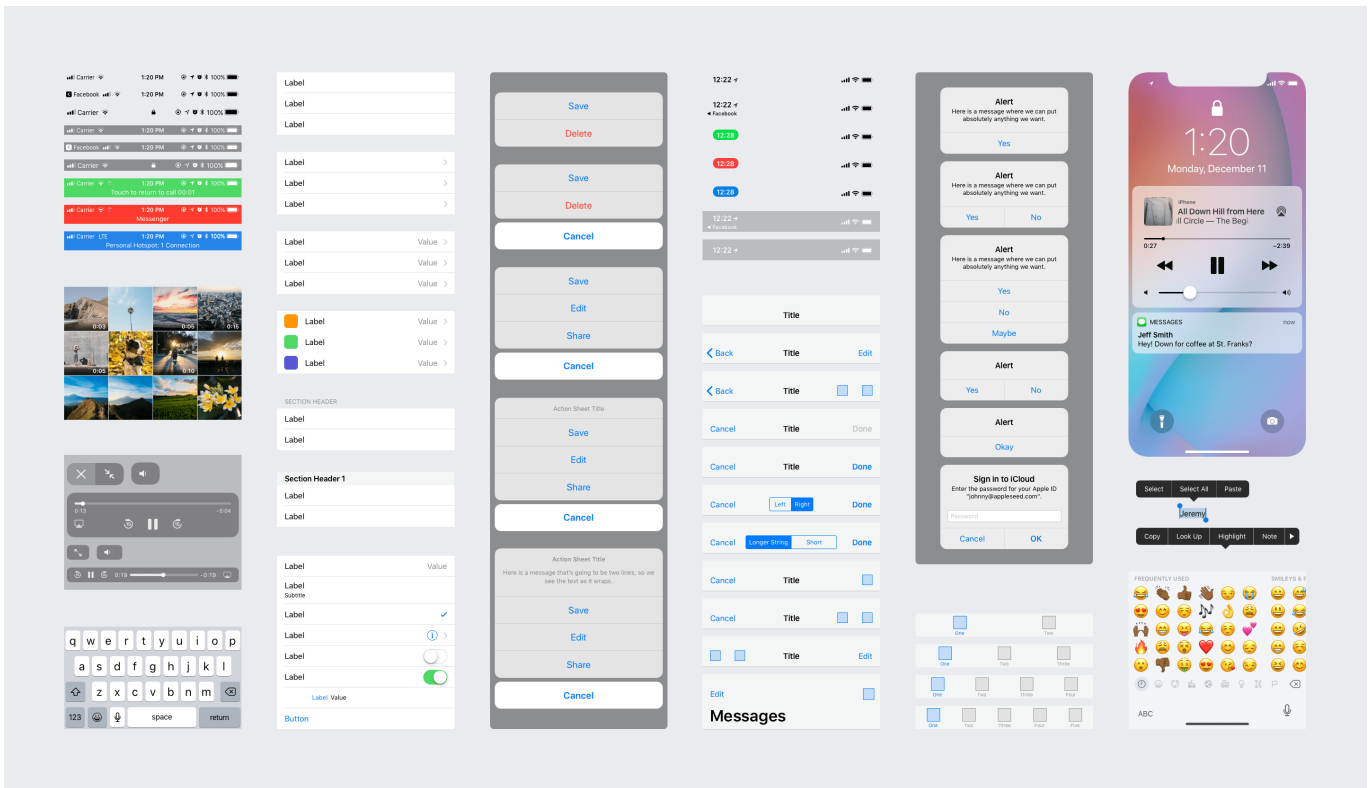 Carrier 1:20 PM 100%
Facebook 1:20 PM 100%
Carrier 100%
Carrier 1:20 PM 100%
Facebook 1:20 PM 100%
Carrier 100%
Carrier 1:20 PM 100%
Touch to return to call 00:01
Carrier 1:20 PM 100%
Messenger
Carrier LTE 1:20 PM 100%
Personal Hotspot: 1 Connection
0:03 0:05 0:15
0:05 0:10
0:13 -5:04
15 15
15 15 0:19 -0:19
q w e r t y u i o p
a s d f g h j k l
z x c v b n m
123 space return
Label
Label
Label
Label
Label
Label
Label Value
Label Value
Label Value
Label Value
Label Value
Label Value
SECTION HEADER
Label
Label
Section Header 1
Label
Label
Label Value
Label
Subtitle
Label
Label
Label
Label
Label Value
Button
Save
Delete
Save
Delete
Cancel
Save
Edit
Share
Cancel
Action Sheet Title
Save
Edit
Share
Cancel
Action Sheet Title
Here is a message that's going to be two lines, so we
see the text as it wraps.
Save
Edit
Share
Cancel
12:22
12:22
Facebook
12:28
12:28
12:28
12:22
Facebook
12:22
Title
Back Title Edit
Back Title
Cancel Title Done
Cancel Title Done
Cancel Left Right Done
Cancel Longer String Short Done
Cancel Title
Cancel Title
Title Edit
Edit
Messages
Alert
Here is a message where we can put
absolutely anything we want.
Yes
Alert
Here is a message where we can put
absolutely anything we want.
Yes No
Alert
Here is a message where we can put
absolutely anything we want.
Yes
No
Maybe
Alert
Yes No
Alert
Okay
Sign in to iCloud
Enter the password for your Apple ID
"johnny@appleseed.com".
Password
Cancel OK
One Two
One Two Three
One Two Three Four
One Two Three Four Five
1:20
Monday, December 11
iPhone
All Down Hill from Here
ill Circle — The Begi
0:27 -2:39
MESSAGES now
Jeff Smith
Hey! Down for coffee at St. Franks?
Select Select All Paste
Jeremy
Copy Look Up Highlight Note
FREQUENTLY USED SMILEYS & P
ABC